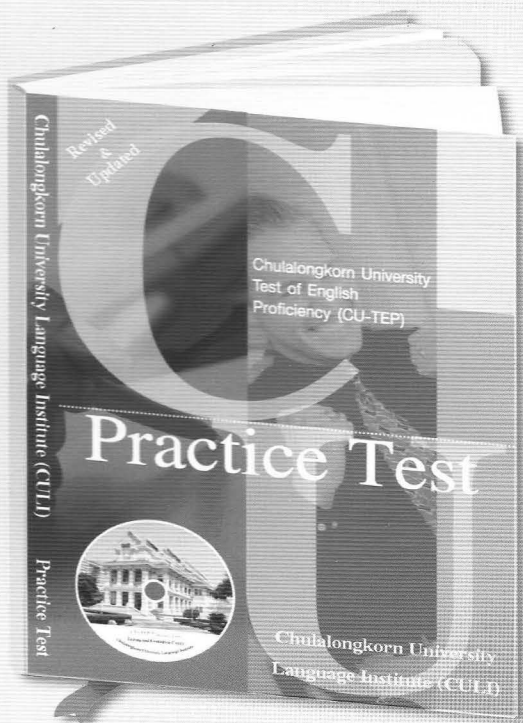 Revised
&
Updated
Chulalongkorn University
Test of English
Proficiency (CU-TEP)
Practice Test
Chulalongkorn University
Language Institute (CULI)
Chulalongkorn University Language Institute (CULI) Practice Test